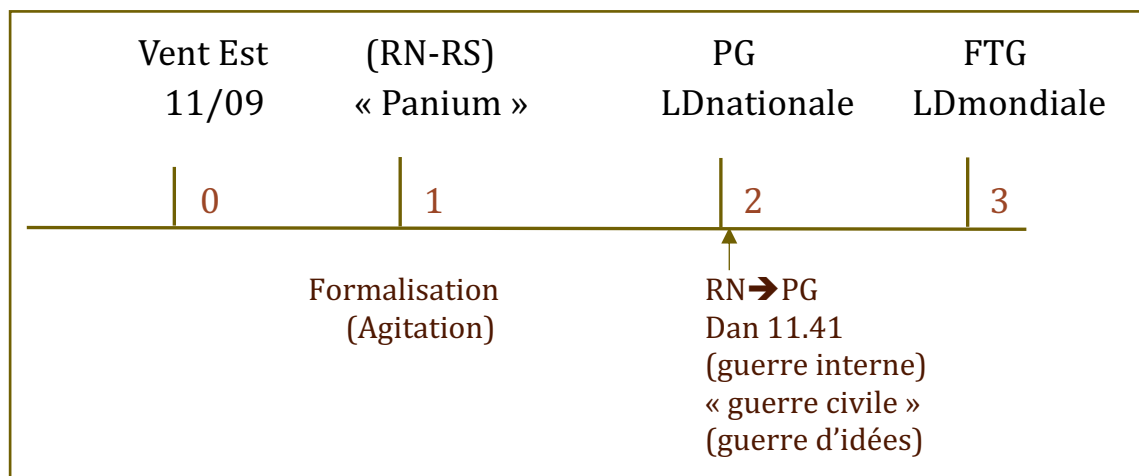 Vent Est (RN-RS) PG FTG
11/09 « Panium » LDnationale LDmondiale
0 1 2 3
Formalisation
(Agitation)
RN➔PG
Dan 11.41
(guerre interne)
« guerre civile »
(guerre d’idées)